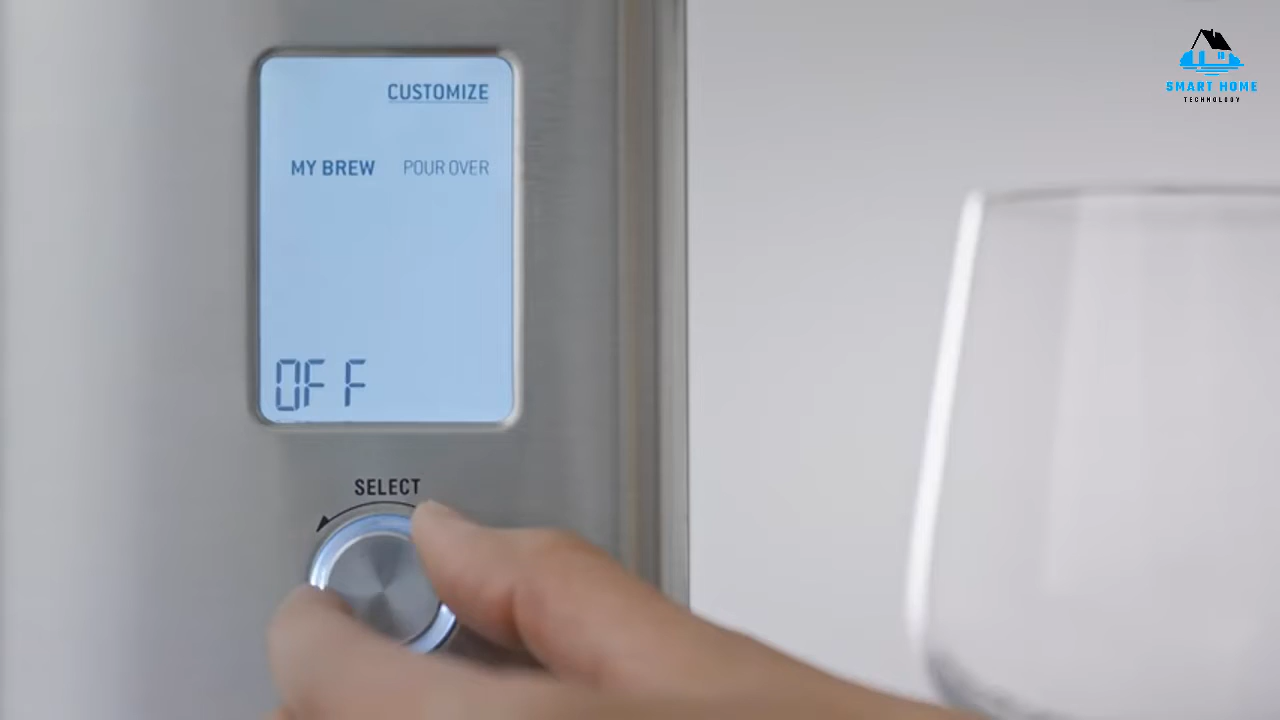 CUSTOMIZE
MY BREW POUR OVER
OFF
SELECT
SMART HOME
TECHNOLOGY